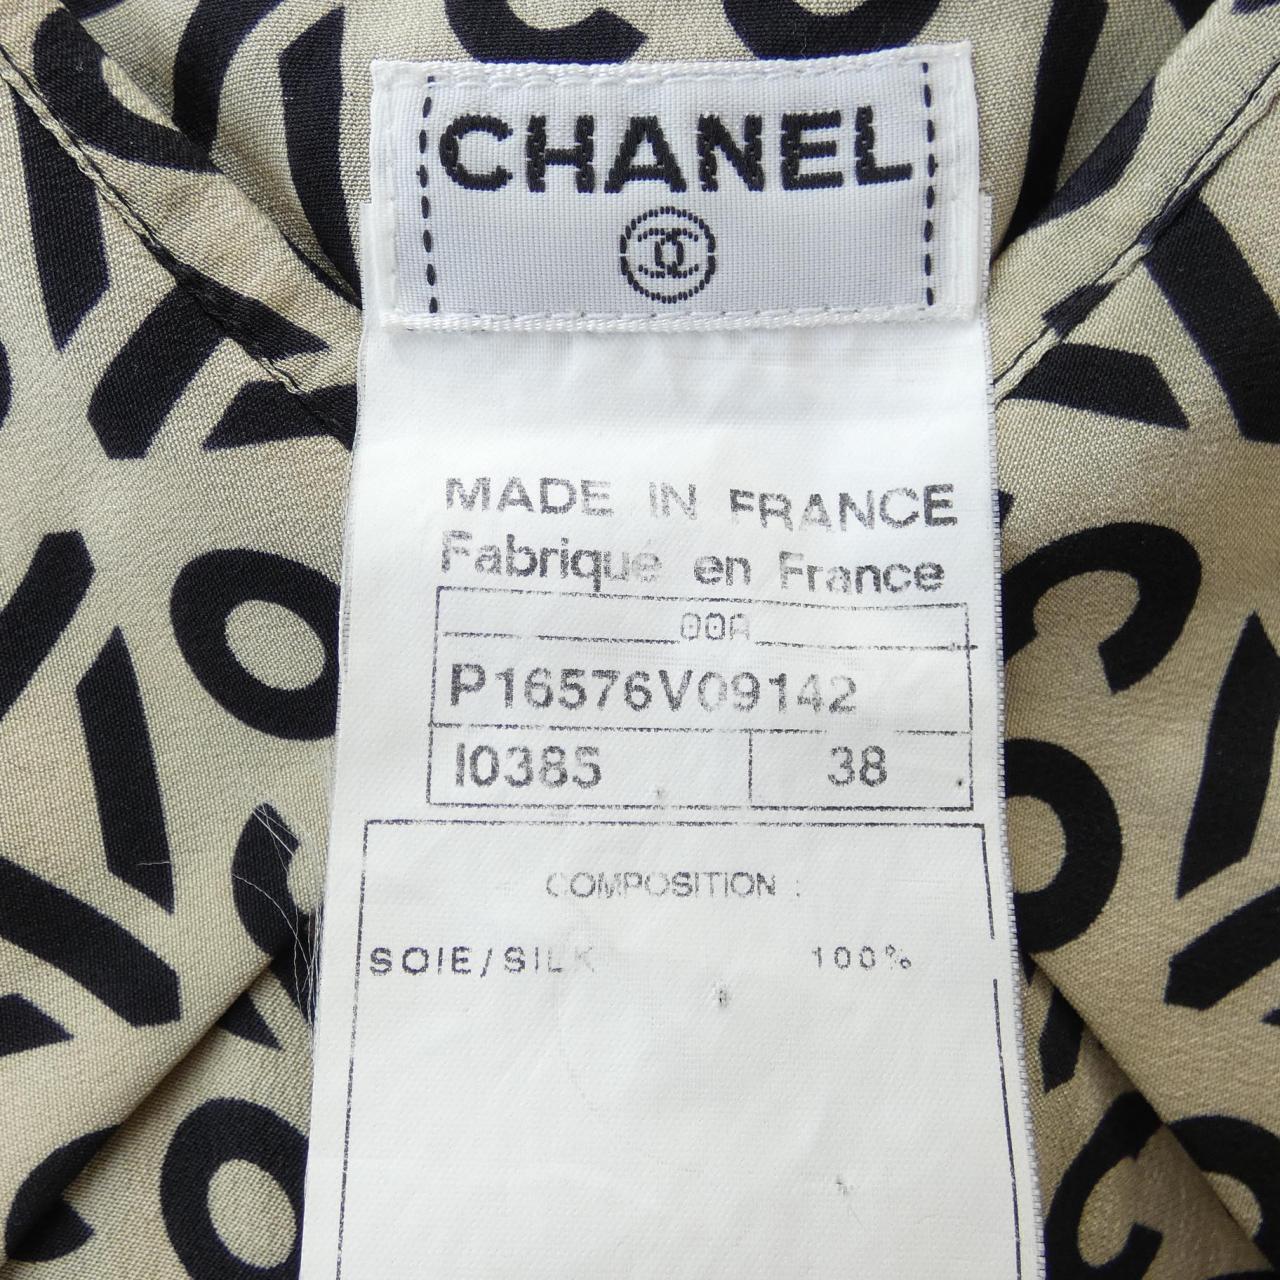 CHANEL
MADE IN FRANCE
Fabriqué en France
00A
P16576V09142
I0385 38
COMPOSITION :
SOIE/SILK 100%